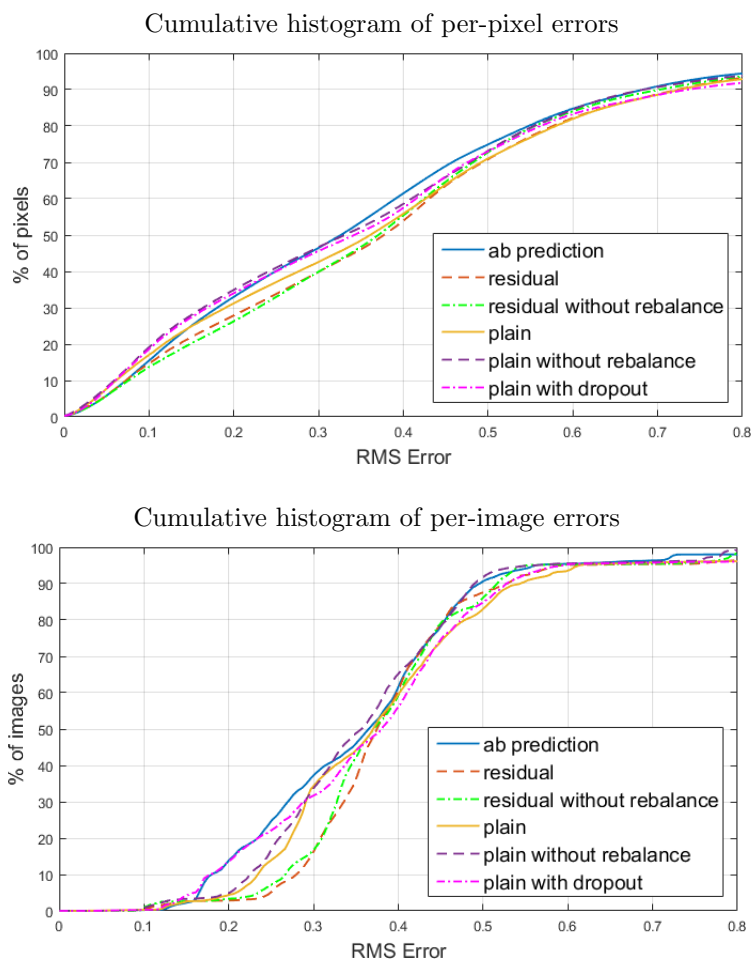 Cumulative histogram of per-pixel errors
100
90
80
70
60
50
40
30
20
10
0
% of pixels
ab prediction
residual
residual without rebalance
plain
plain without rebalance
plain with dropout
0 0.1 0.2 0.3 0.4 0.5 0.6 0.7 0.8
RMS Error
Cumulative histogram of per-image errors
100
90
80
70
60
50
40
30
20
10
0
% of images
ab prediction
residual
residual without rebalance
plain
plain without rebalance
plain with dropout
0 0.1 0.2 0.3 0.4 0.5 0.6 0.7 0.8
RMS Error